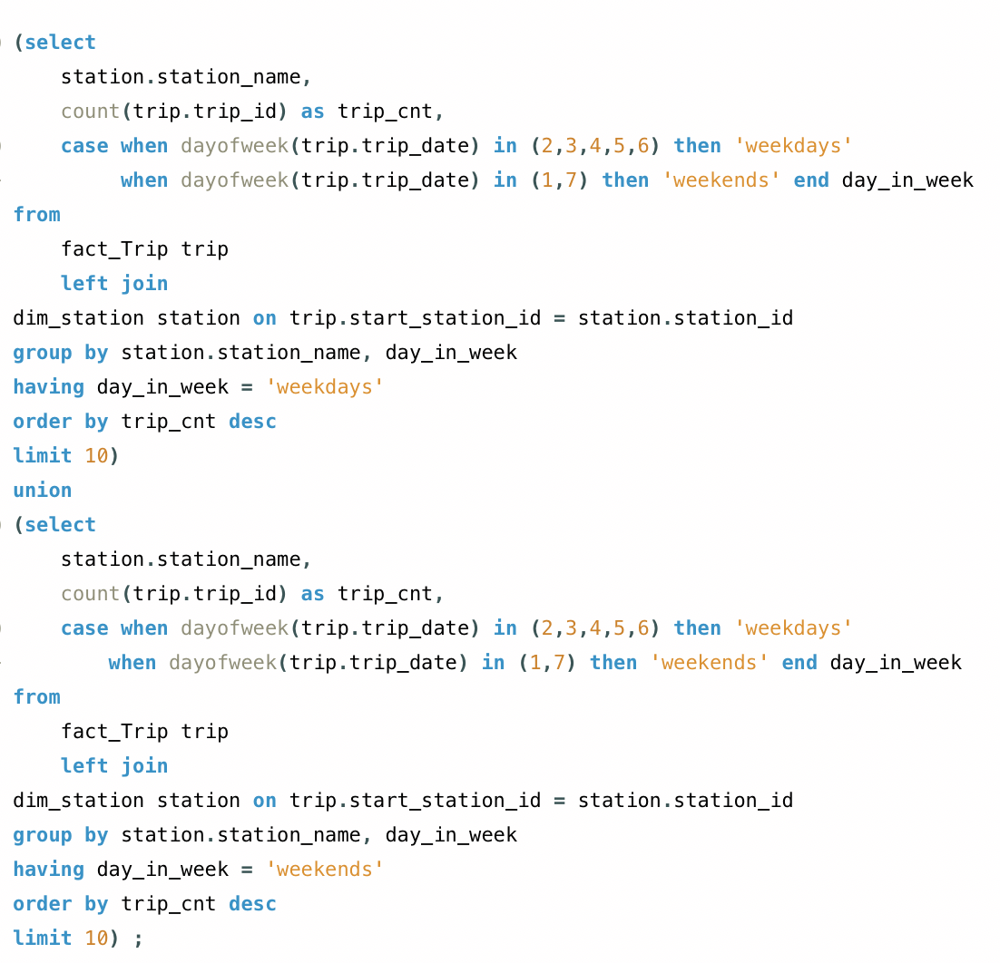 (select
    station.station_name,
    count(trip.trip_id) as trip_cnt,
    case when dayofweek(trip.trip_date) in (2,3,4,5,6) then 'weekdays'
         when dayofweek(trip.trip_date) in (1,7) then 'weekends' end day_in_week
from
    fact_Trip trip
    left join
dim_station station on trip.start_station_id = station.station_id
group by station.station_name, day_in_week
having day_in_week = 'weekdays'
order by trip_cnt desc
limit 10)
union
(select
    station.station_name,
    count(trip.trip_id) as trip_cnt,
    case when dayofweek(trip.trip_date) in (2,3,4,5,6) then 'weekdays'
        when dayofweek(trip.trip_date) in (1,7) then 'weekends' end day_in_week
from
    fact_Trip trip
    left join
dim_station station on trip.start_station_id = station.station_id
group by station.station_name, day_in_week
having day_in_week = 'weekends'
order by trip_cnt desc
limit 10) ;